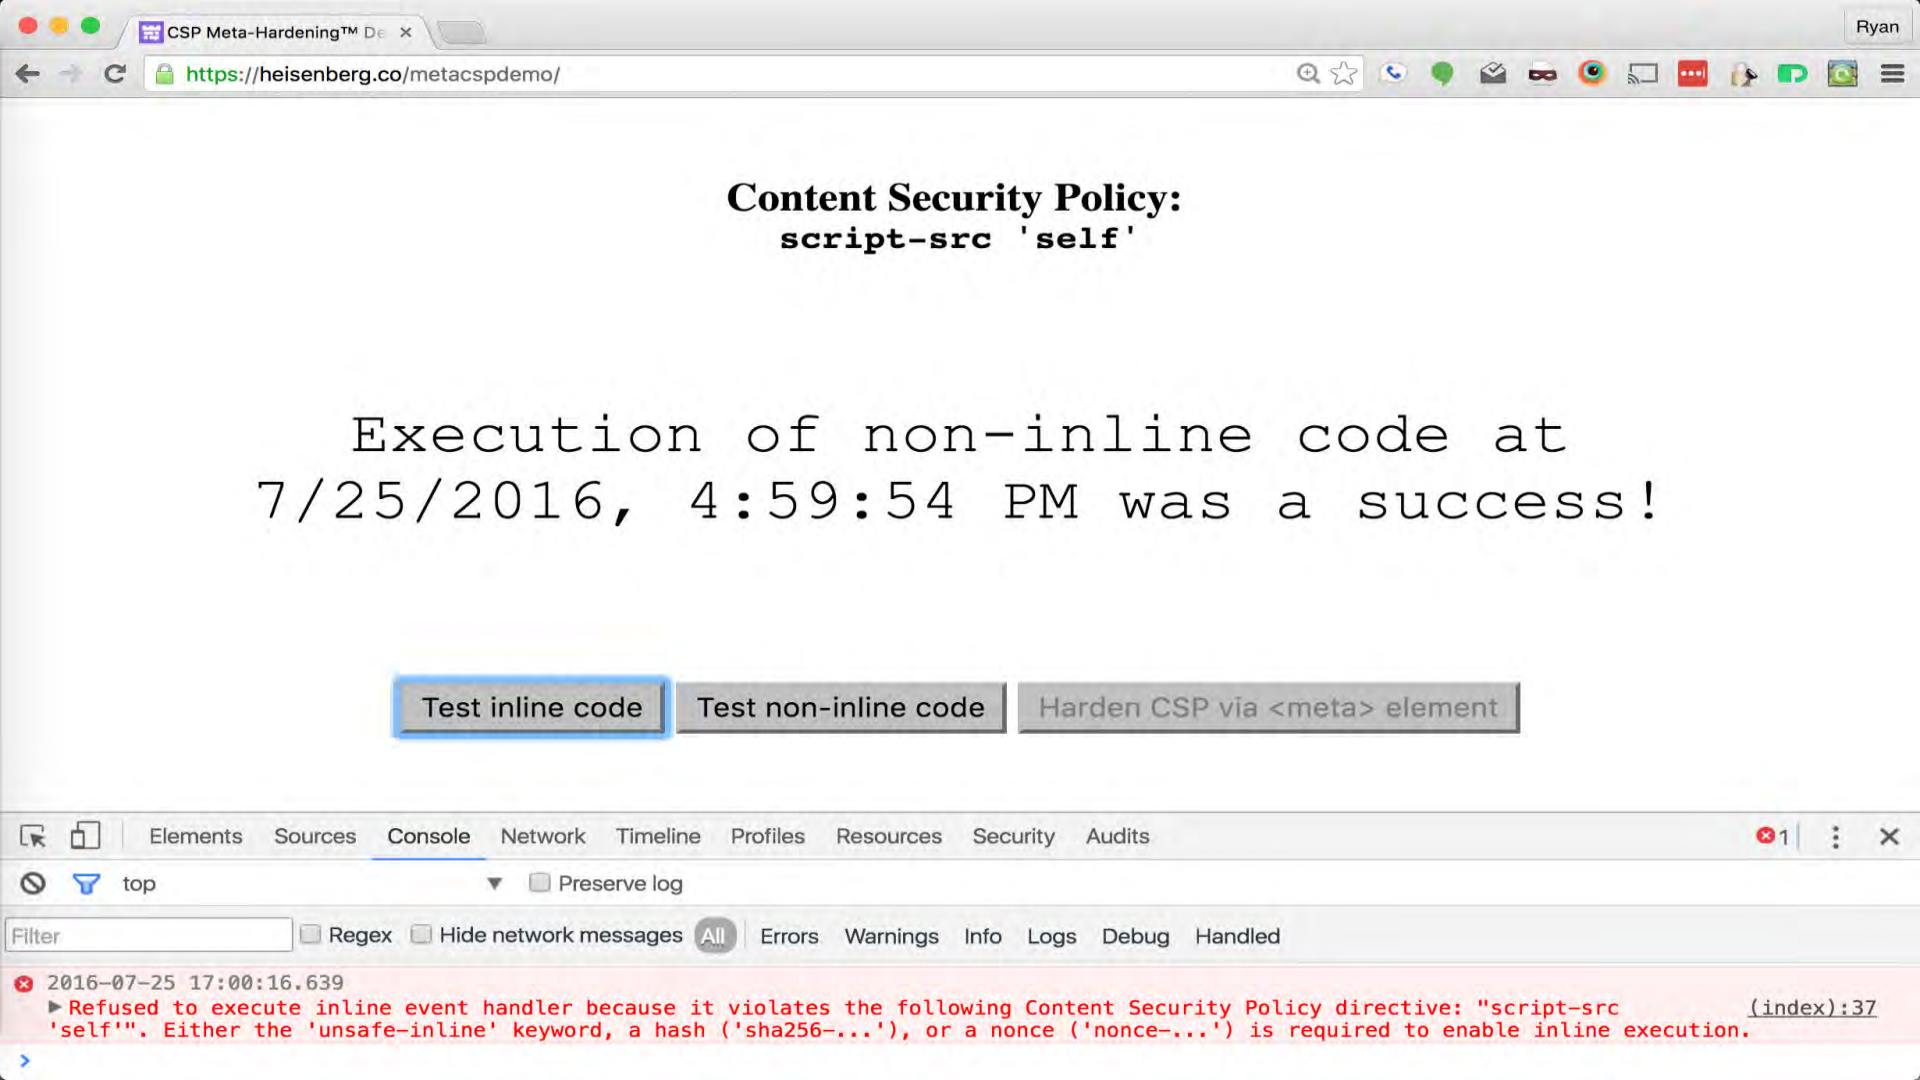 CSP Meta-Hardening™ De
Ryan
https://heisenberg.co/metacspdemo/
Content Security Policy:
script-src 'self'
Execution of non-inline code at
7/25/2016, 4:59:54 PM was a success!
Test inline code Test non-inline code Harden CSP via <meta> element
Elements Sources Console Network Timeline Profiles Resources Security Audits 1
top Preserve log
Filter Regex Hide network messages All Errors Warnings Info Logs Debug Handled
2016-07-25 17:00:16.639
Refused to execute inline event handler because it violates the following Content Security Policy directive: "script-src (index):37
'self'". Either the 'unsafe-inline' keyword, a hash ('sha256-...'), or a nonce ('nonce-...') is required to enable inline execution.